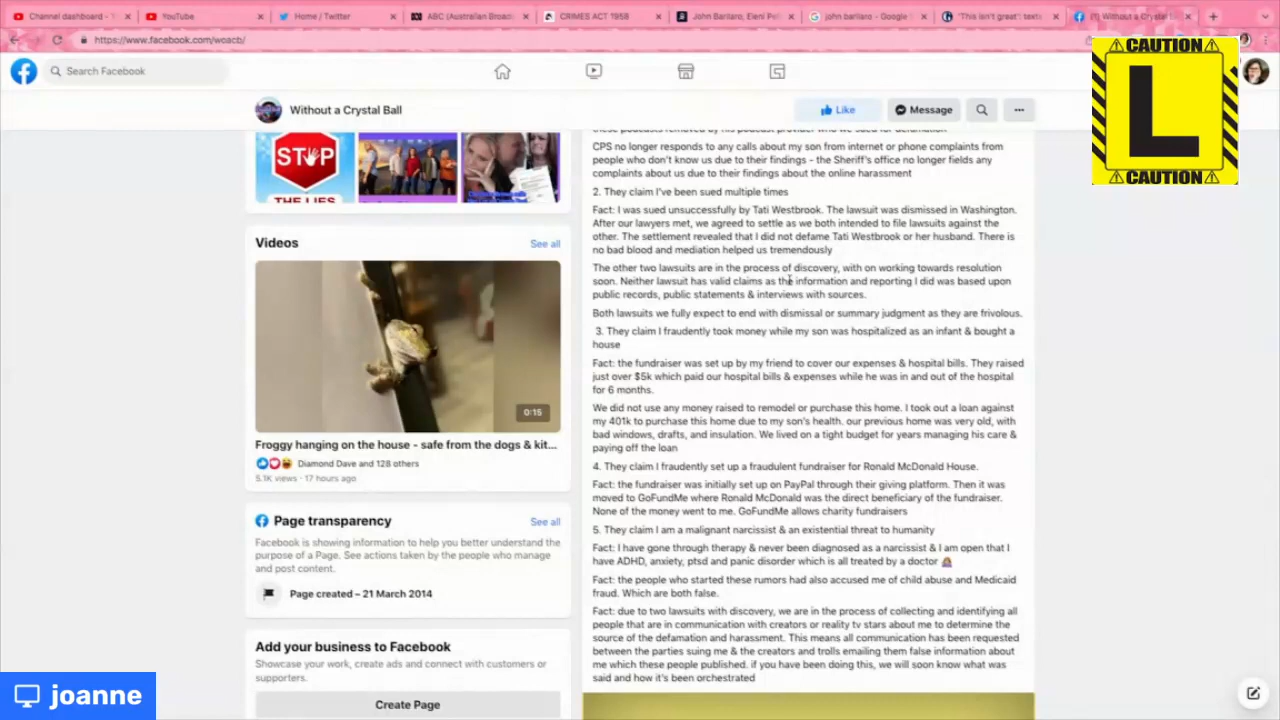 Channel dashboard - Y
YouTube
Home / Twitter
ABC (Australian Broadc
CRIMES ACT 1958
John Barilaro, Eleni Pet
john barilaro - Google
"This isn't great": texts
(1) Without a Crystal B
https://www.facebook.com/woacb/
Search Facebook
CAUTION
L
CAUTION
Without a Crystal Ball
Like
Message
these podcasts removed by his podcast provider who we sued for defamation
CPS no longer responds to any calls about my son from internet or phone complaints from
people who don't know us due to their findings - the Sheriff's office no longer fields any
complaints about us due to their findings about the online harassment
2. They claim I've been sued multiple times
Fact: I was sued unsuccessfully by Tati Westbrook. The lawsuit was dismissed in Washington.
After our lawyers met, we agreed to settle as we both intended to file lawsuits against the
other. The settlement revealed that I did not defame Tati Westbrook or her husband. There is
no bad blood and mediation helped us tremendously
The other two lawsuits are in the process of discovery, with on working towards resolution
soon. Neither lawsuit has valid claims as the information and reporting I did was based upon
public records, public statements & interviews with sources.
Both lawsuits we fully expect to end with dismissal or summary judgment as they are frivolous.
3. They claim I fraudently took money while my son was hospitalized as an infant & bought a
house
Fact: the fundraiser was set up by my friend to cover our expenses & hospital bills. They raised
just over $5k which paid our hospital bills & expenses while he was in and out of the hospital
for 6 months.
We did not use any money raised to remodel or purchase this home. I took out a loan against
my 401k to purchase this home due to my son's health. our previous home was very old, with
bad windows, drafts, and insulation. We lived on a tight budget for years managing his care &
paying off the loan
4. They claim I fraudently set up a fraudulent fundraiser for Ronald McDonald House.
Fact: the fundraiser was initially set up on PayPal through their giving platform. Then it was
moved to GoFundMe where Ronald McDonald was the direct beneficiary of the fundraiser.
None of the money went to me. GoFundMe allows charity fundraisers
5. They claim I am a malignant narcissist & an existential threat to humanity
Fact: I have gone through therapy & never been diagnosed as a narcissist & I am open that I
have ADHD, anxiety, ptsd and panic disorder which is all treated by a doctor
Fact: the people who started these rumors had also accused me of child abuse and Medicaid
fraud. Which are both false.
Fact: due to two lawsuits with discovery, we are in the process of collecting and identifying all
people that are in communication with creators or reality tv stars about me to determine the
source of the defamation and harassment. This means all communication has been requested
between the parties suing me & the creators and trolls emailing them false information about
me which these people published. if you have been doing this, we will soon know what was
said and how it's been orchestrated
STOP
THE LIES
Videos
See all
0:15
Froggy hanging on the house - safe from the dogs & kit...
Diamond Dave and 128 others
5.1K views · 17 hours ago
Page transparency
See all
Facebook is showing information to help you better understand the
purpose of a Page. See actions taken by the people who manage
and post content.
Page created – 21 March 2014
Add your business to Facebook
Showcase your work, create ads and connect with customers or
supporters.
Create Page
joanne